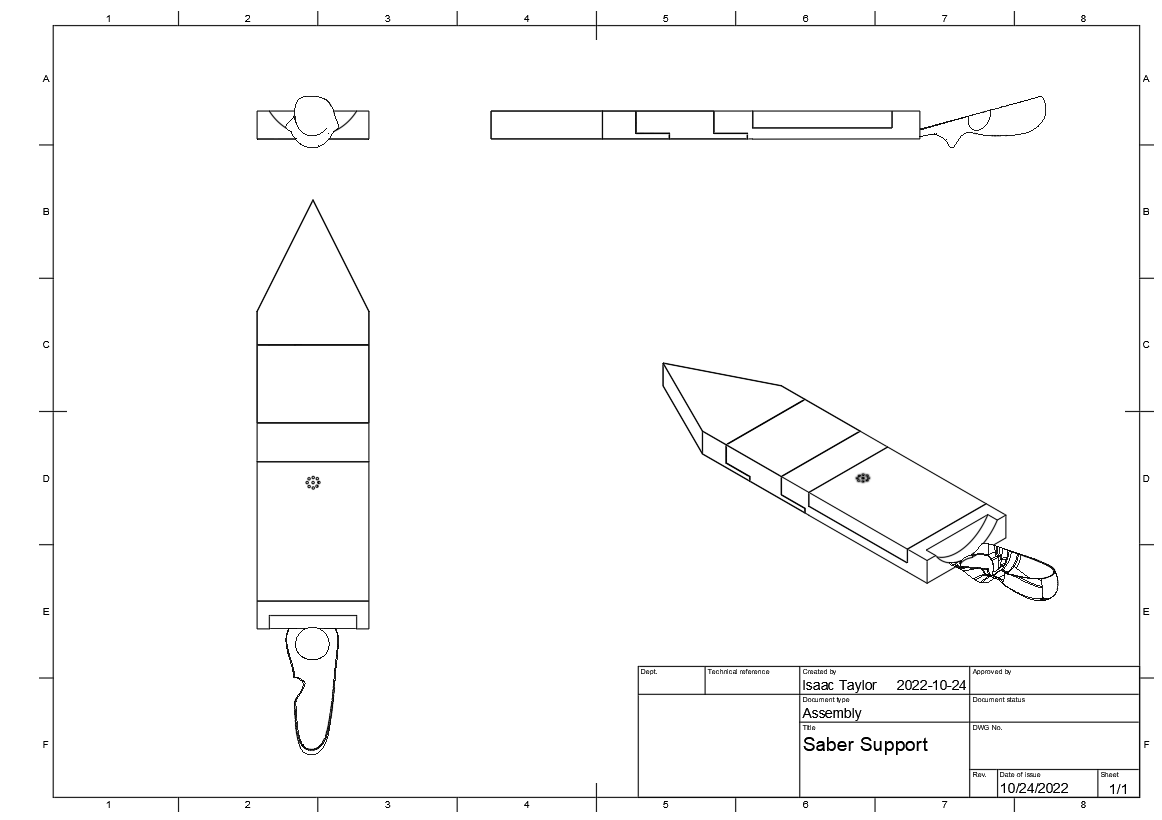 1 2 3 4 5 6 7 8
A A
B B
C C
D D
E E
Dept. Technical reference Created by Approved by
Isaac Taylor 2022-10-24
Document type Document status
Assembly
Title DWG No.
Saber Support
F F
Rev. Date of issue Sheet
10/24/2022 1/1
1 2 3 4 5 6 7 8